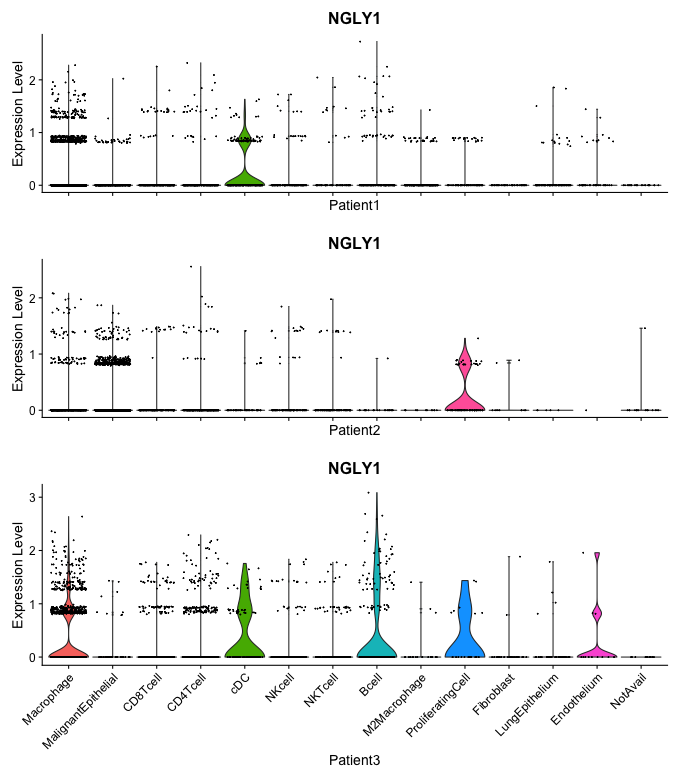 NGLY1
Expression Level
2
1
0
Patient1
NGLY1
Expression Level
2
1
0
Patient2
NGLY1
Expression Level
3
2
1
0
Macrophage
MalignantEpithelial
CD8Tcell
CD4Tcell
cDC
NKcell
NKTcell
Bcell
M2Macrophage
ProliferatingCell
Fibroblast
LungEpithelium
Endothelium
NotAvail
Patient3